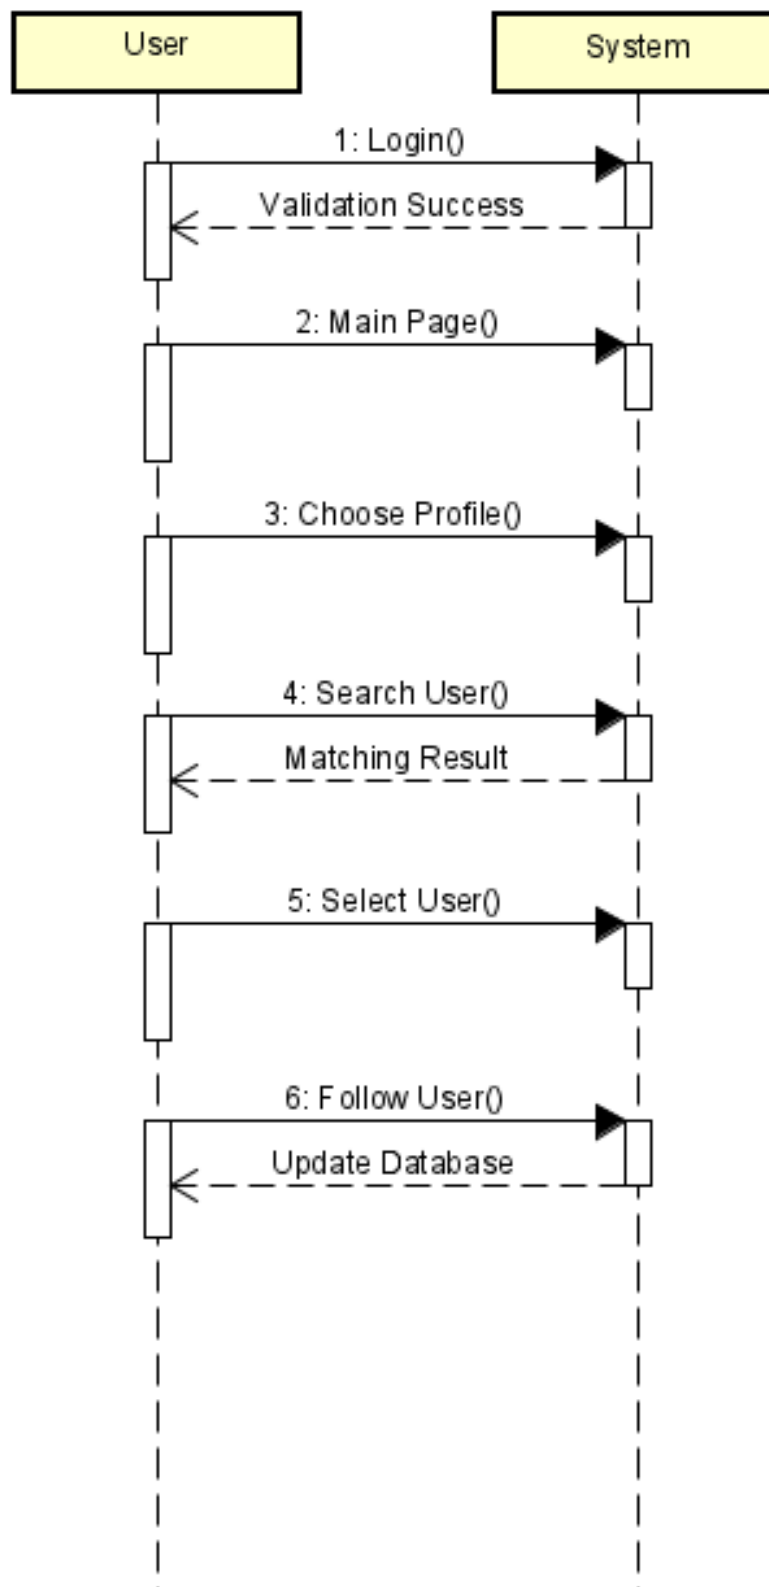 User
System
1: Login()
Validation Success
2: Main Page()
3: Choose Profile()
4: Search User()
Matching Result
5: Select User()
6: Follow User()
Update Database